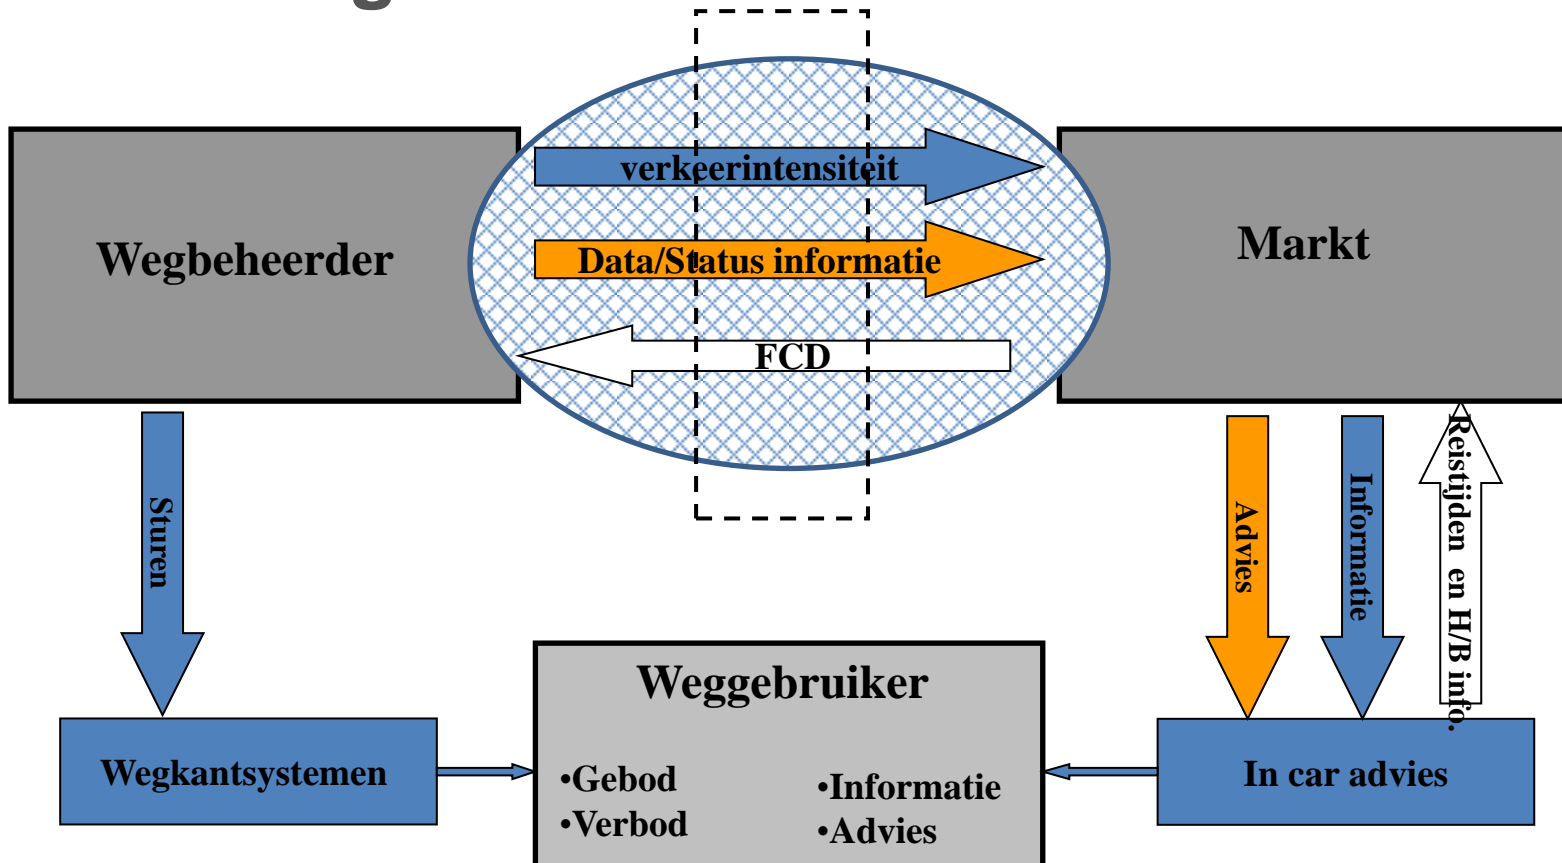 g
verkeerintensiteit
Wegbeheerder
Data/Status informatie
Markt
FCD
Sturen
Advies
Informatie
Reistijden en H/B info.
Weggebruiker
Wegkantsystemen
•Gebod
•Verbod
•Informatie
•Advies
In car advies